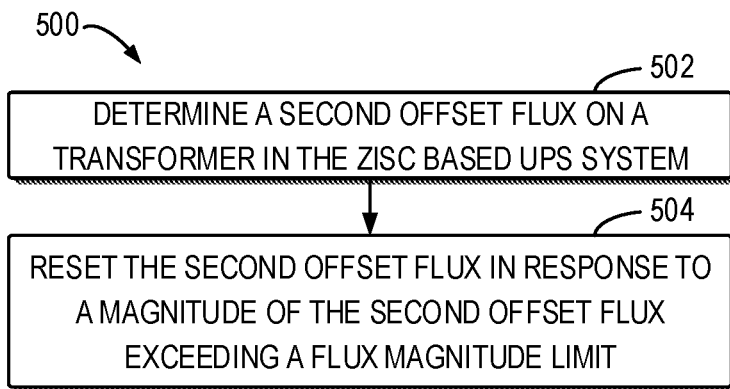 500
502
DETERMINE A SECOND OFFSET FLUX ON A
TRANSFORMER IN THE ZISC BASED UPS SYSTEM
504
RESET THE SECOND OFFSET FLUX IN RESPONSE TO
A MAGNITUDE OF THE SECOND OFFSET FLUX
EXCEEDING A FLUX MAGNITUDE LIMIT